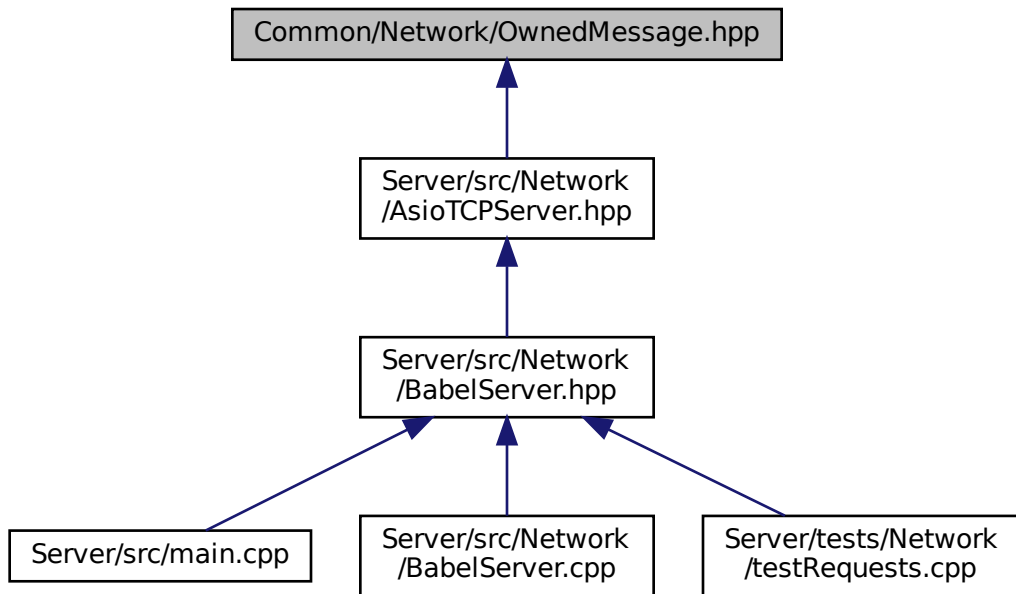 Common/Network/OwnedMessage.hpp
Server/src/Network
/AsioTCPServer.hpp
Server/src/Network
/BabelServer.hpp
Server/src/main.cpp
Server/src/Network
/BabelServer.cpp
Server/tests/Network
/testRequests.cpp